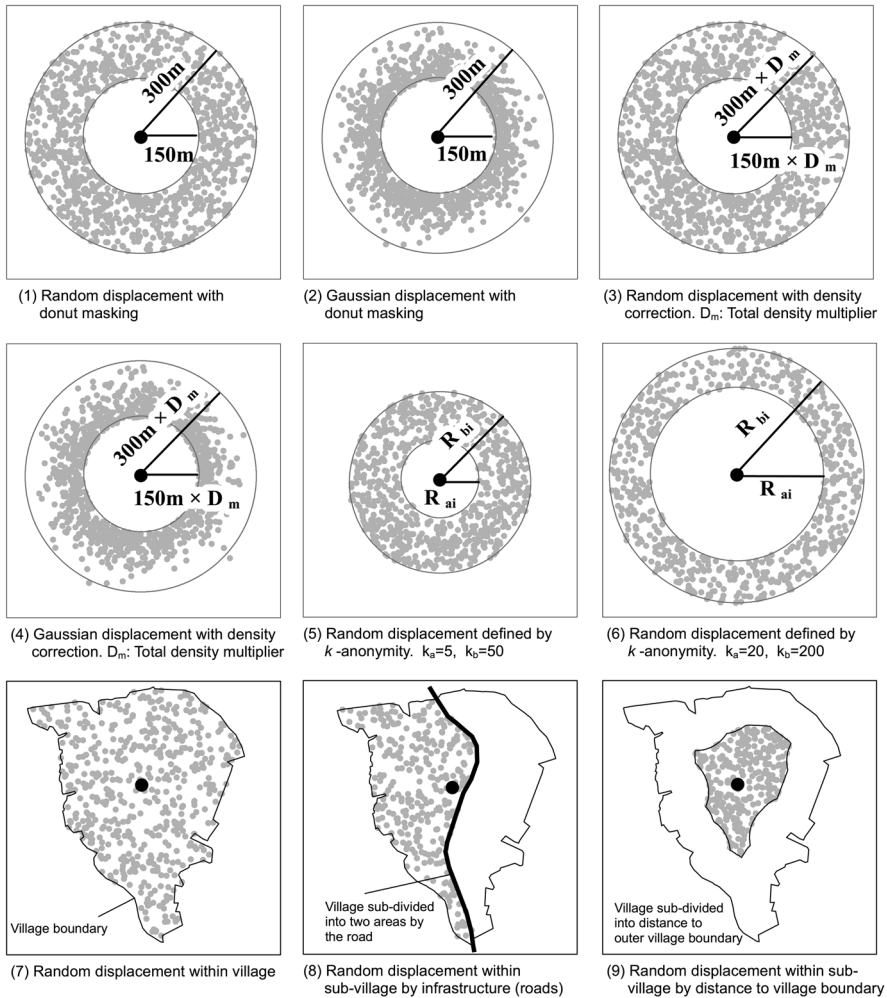 300m
150m
(1) Random displacement with
donut masking
300m
150m
(2) Gaussian displacement with
donut masking
300m × D m
150m × D m
(3) Random displacement with density
correction. Dm: Total density multiplier
300m × D m
150m × D m
(4) Gaussian displacement with density
correction. Dm: Total density multiplier
R bi
R ai
(5) Random displacement defined by
k -anonymity. ka=5, kb=50
R bi
R ai
(6) Random displacement defined by
k -anonymity. ka=20, kb=200
Village boundary
(7) Random displacement within village
Village sub-divided
into two areas by
the road
(8) Random displacement within
sub-village by infrastructure (roads)
Village sub-divided
into distance to
outer village boundary
(9) Random displacement within sub-
village by distance to village boundary